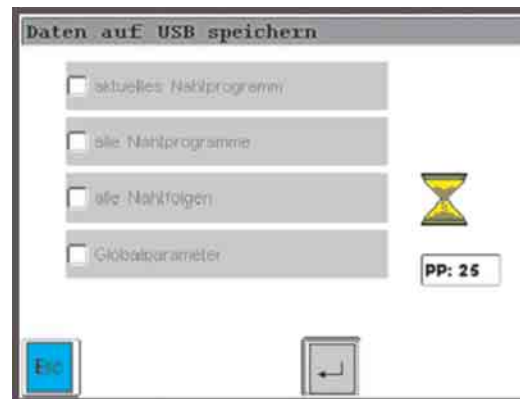 Daten auf USB speichern
aktuelles Nahtprogramm
alle Nahtprogramme
alle Nahtfolgen
Globalparameter
PP: 25
Esc